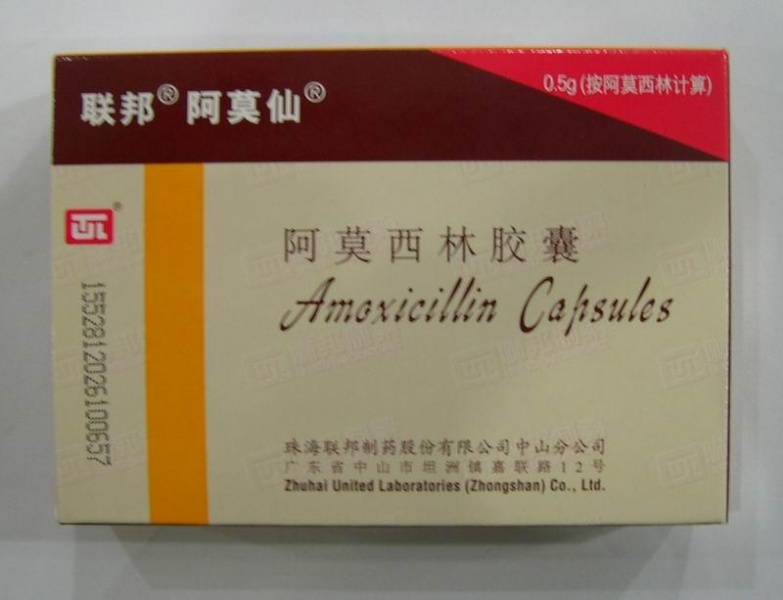 联邦® 阿莫仙®
0.5g (按阿莫西林计算)
TUL®
阿莫西林胶囊
Amoxicillin Capsules
1552812026100657
珠海联邦制药股份有限公司中山分公司
广东省中山市坦洲镇嘉联路12号
Zhuhai United Laboratories (Zhongshan) Co., Ltd.